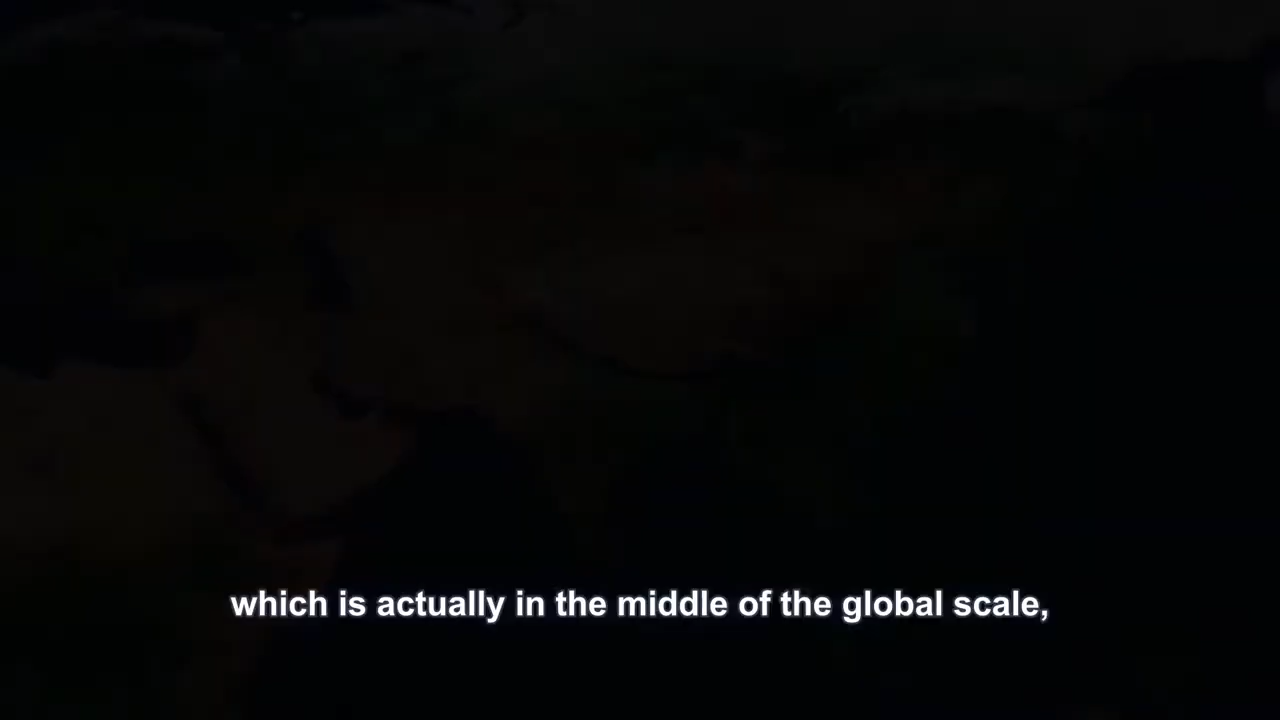 which is actually in the middle of the global scale,